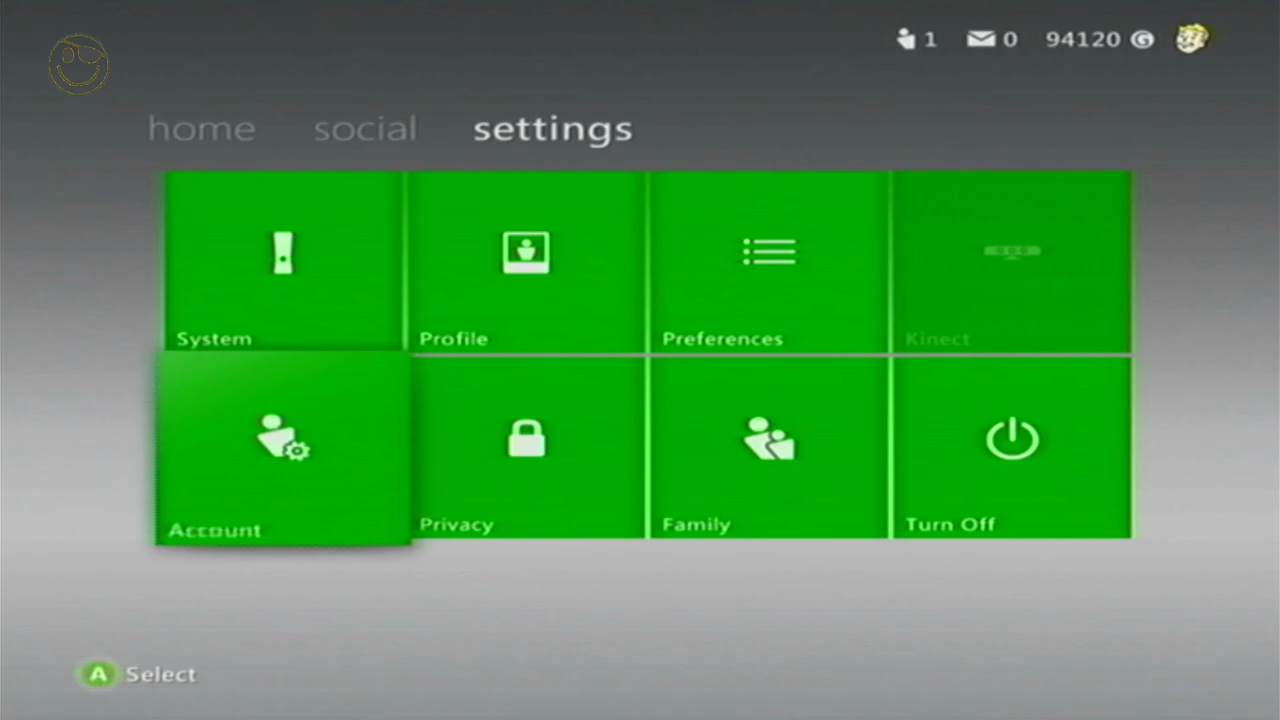 1 0 94120 G
home social settings
System Profile Preferences Kinect
Account Privacy Family Turn Off
A Select